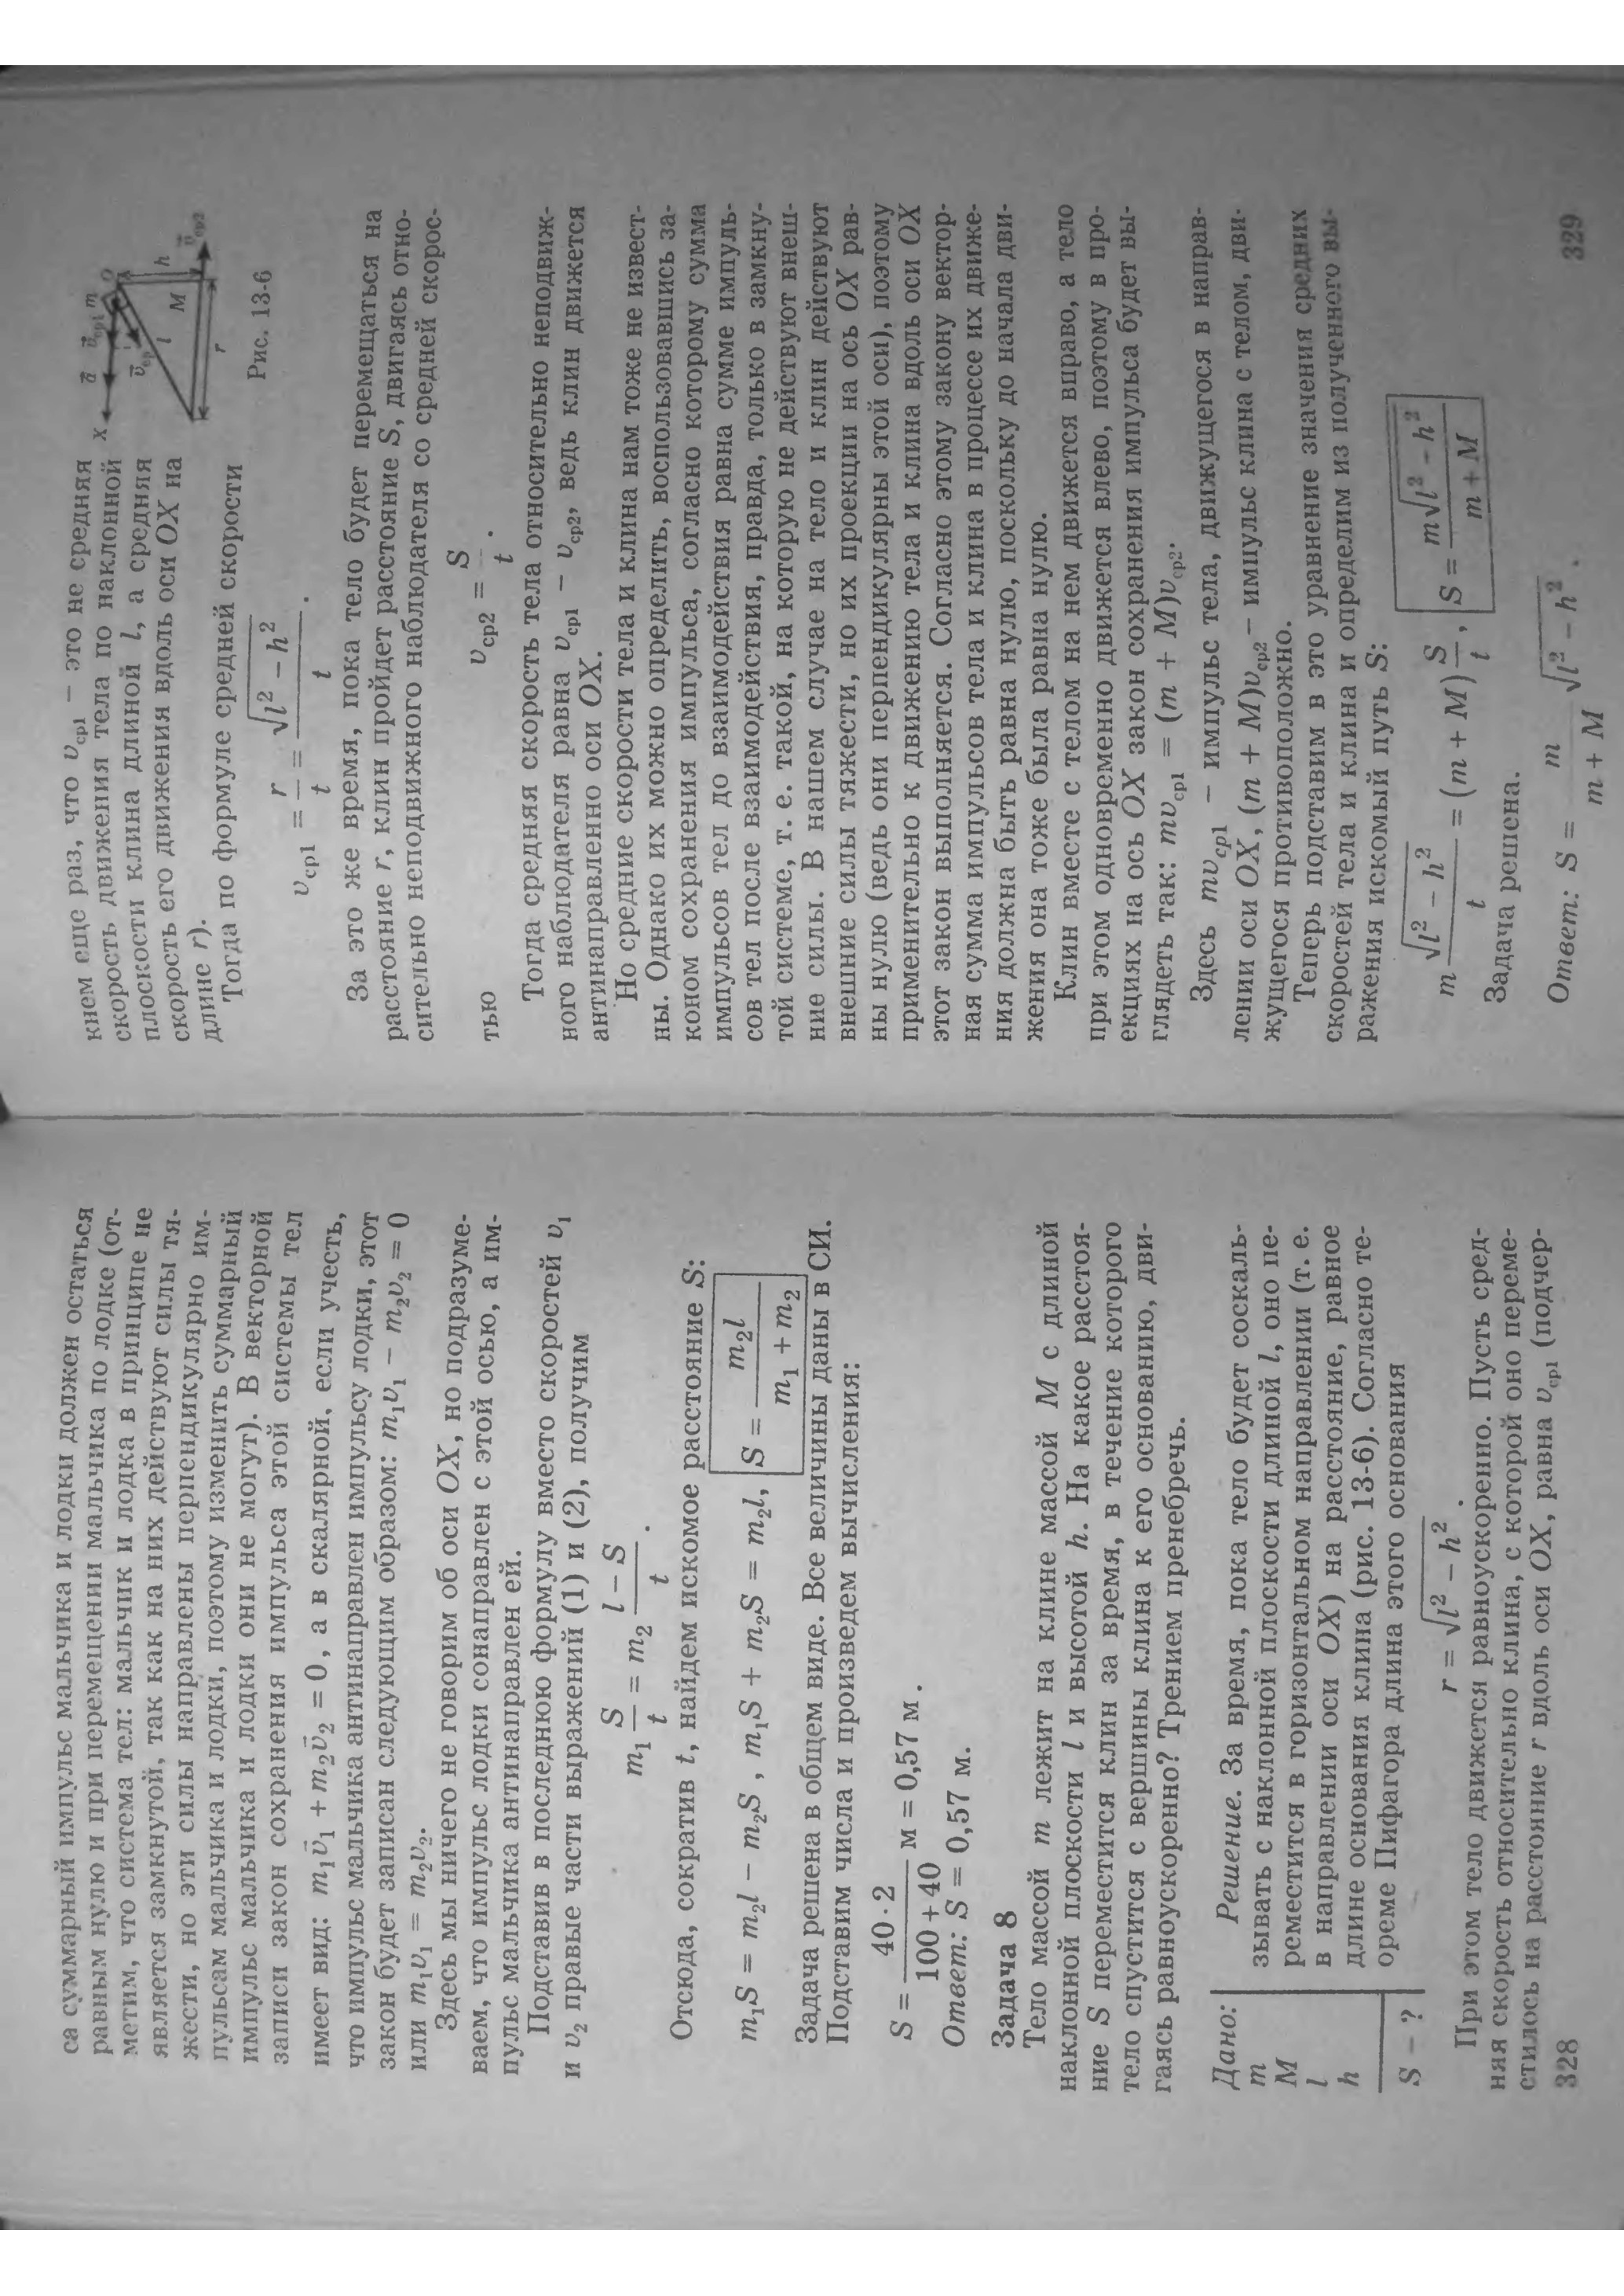 са суммарный импульс мальчика и лодки должен остаться
равным нулю и при перемещении мальчика по лодке (от-
метим, что система тел: мальчик и лодка в принципе не
является замкнутой, так как на них действуют силы тя-
жести, но эти силы направлены перпендикулярно им-
пульсам мальчика и лодки, поэтому изменить суммарный
импульс мальчика и лодки они не могут). В векторной
записи закон сохранения импульса этой системы тел
имеет вид: m₁v̄₁ + m₂v̄₂ = 0, а в скалярной, если учесть,
что импульс мальчика антинаправлен импульсу лодки, этот
закон будет записан следующим образом: m₁v₁ − m₂v₂ = 0
или m₁v₁ = m₂v₂.
Здесь мы ничего не говорим об оси OX, но подразуме-
ваем, что импульс лодки сонаправлен с этой осью, а им-
пульс мальчика антинаправлен ей.
Подставив в последнюю формулу вместо скоростей v₁
и v₂ правые части выражений (1) и (2), получим
m₁ S/t = m₂ (l − S)/t.
Отсюда, сократив t, найдем искомое расстояние S:
m₁S = m₂l − m₂S, m₁S + m₂S = m₂l, S = m₂l/(m₁ + m₂)
Задача решена в общем виде. Все величины даны в СИ.
Подставим числа и произведем вычисления:
S = (40 · 2)/(100 + 40) м = 0,57 м.
Ответ: S = 0,57 м.
Задача 8
Тело массой m лежит на клине массой M с длиной
наклонной плоскости l и высотой h. На какое расстоя-
ние S переместится клин за время, в течение которого
тело спустится с вершины клина к его основанию, дви-
гаясь равноускоренно? Трением пренебречь.
Дано:
m
M
l
h
S − ?
Решение. За время, пока тело будет соскаль-
зывать с наклонной плоскости длиной l, оно пе-
реместится в горизонтальном направлении (т. е.
в направлении оси OX) на расстояние, равное
длине основания клина (рис. 13-6). Согласно те-
ореме Пифагора длина этого основания
r = √(l² − h²).
При этом тело движется равноускоренно. Пусть сред-
няя скорость относительно клина, с которой оно переме-
стилось на расстояние r вдоль оси OX, равна vср1 (подчер-
328
кнем еще раз, что vср1 − это не средняя
скорость движения тела по наклонной
плоскости клина длиной l, а средняя
скорость его движения вдоль оси OX на
длине r).
x a̅ v̅ср1 m O
v̅ср l M h
r v̅ср2
Рис. 13-6
Тогда по формуле средней скорости
vср1 = r/t = √(l² − h²)/t.
За это же время, пока тело будет перемещаться на
расстояние r, клин пройдет расстояние S, двигаясь отно-
сительно неподвижного наблюдателя со средней скорос-
тью vср2 = S/t.
Тогда средняя скорость тела относительно неподвиж-
ного наблюдателя равна vср1 − vср2, ведь клин движется
антинаправленно оси OX.
Но средние скорости тела и клина нам тоже не извест-
ны. Однако их можно определить, воспользовавшись за-
коном сохранения импульса, согласно которому сумма
импульсов тел до взаимодействия равна сумме импуль-
сов тел после взаимодействия, правда, только в замкну-
той системе, т. е. такой, на которую не действуют внеш-
ние силы. В нашем случае на тело и клин действуют
внешние силы тяжести, но их проекции на ось OX рав-
ны нулю (ведь они перпендикулярны этой оси), поэтому
применительно к движению тела и клина вдоль оси OX
этот закон выполняется. Согласно этому закону вектор-
ная сумма импульсов тела и клина в процессе их движе-
ния должна быть равна нулю, поскольку до начала дви-
жения она тоже была равна нулю.
Клин вместе с телом на нем движется вправо, а тело
при этом одновременно движется влево, поэтому в про-
екциях на ось OX закон сохранения импульса будет вы-
глядеть так: mvср1 = (m + M)vср2.
Здесь mvср1 − импульс тела, движущегося в направ-
лении оси OX, (m + M)vср2 − импульс клина с телом, дви-
жущегося противоположно.
Теперь подставим в это уравнение значения средних
скоростей тела и клина и определим из полученного вы-
ражения искомый путь S:
m √(l² − h²)/t = (m + M) S/t, S = m√(l² − h²)/(m + M)
Задача решена.
Ответ: S = m/(m + M) √(l² − h²).
329